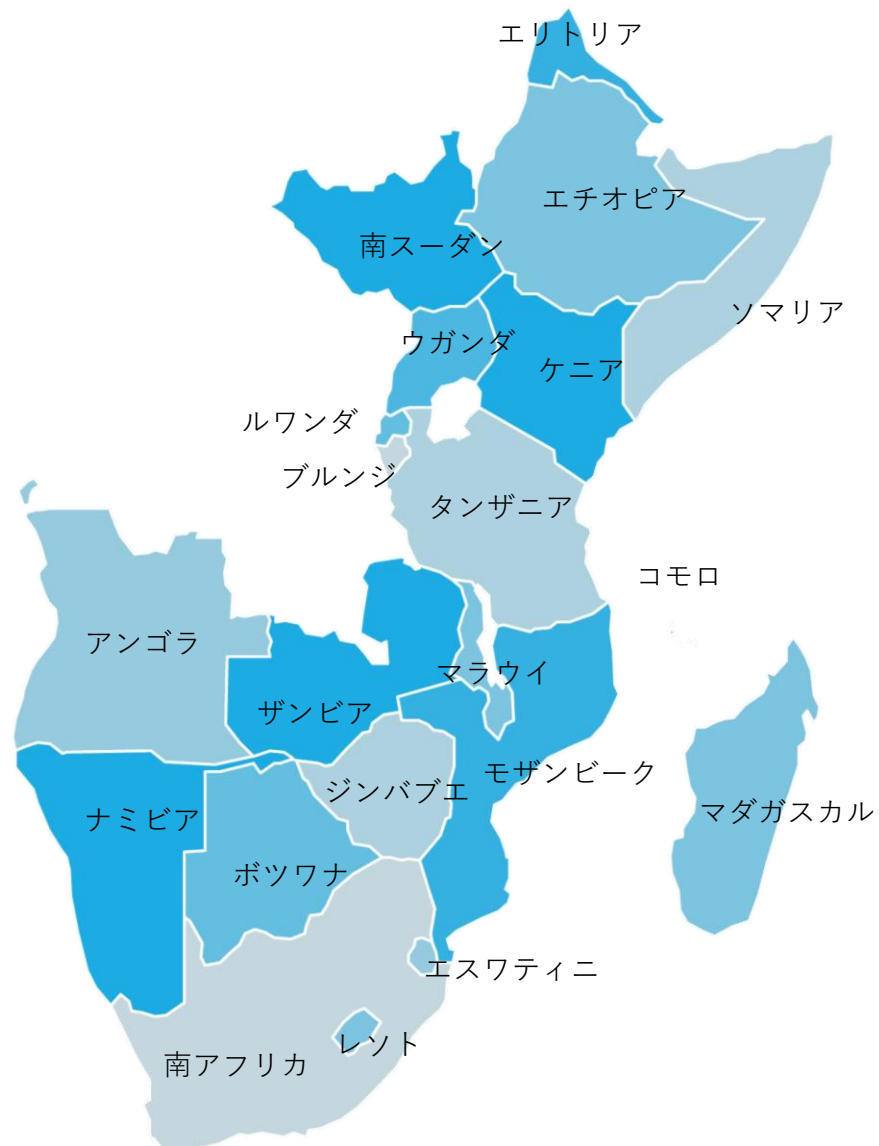 エリトリア
エチオピア
南スーダン
ソマリア
ウガンダ
ケニア
ルワンダ
ブルンジ
タンザニア
コモロ
アンゴラ
マラウイ
ザンビア
モザンビーク
ジンバブエ
マダガスカル
ナミビア
ボツワナ
エスワティニ
レソト
南アフリカ